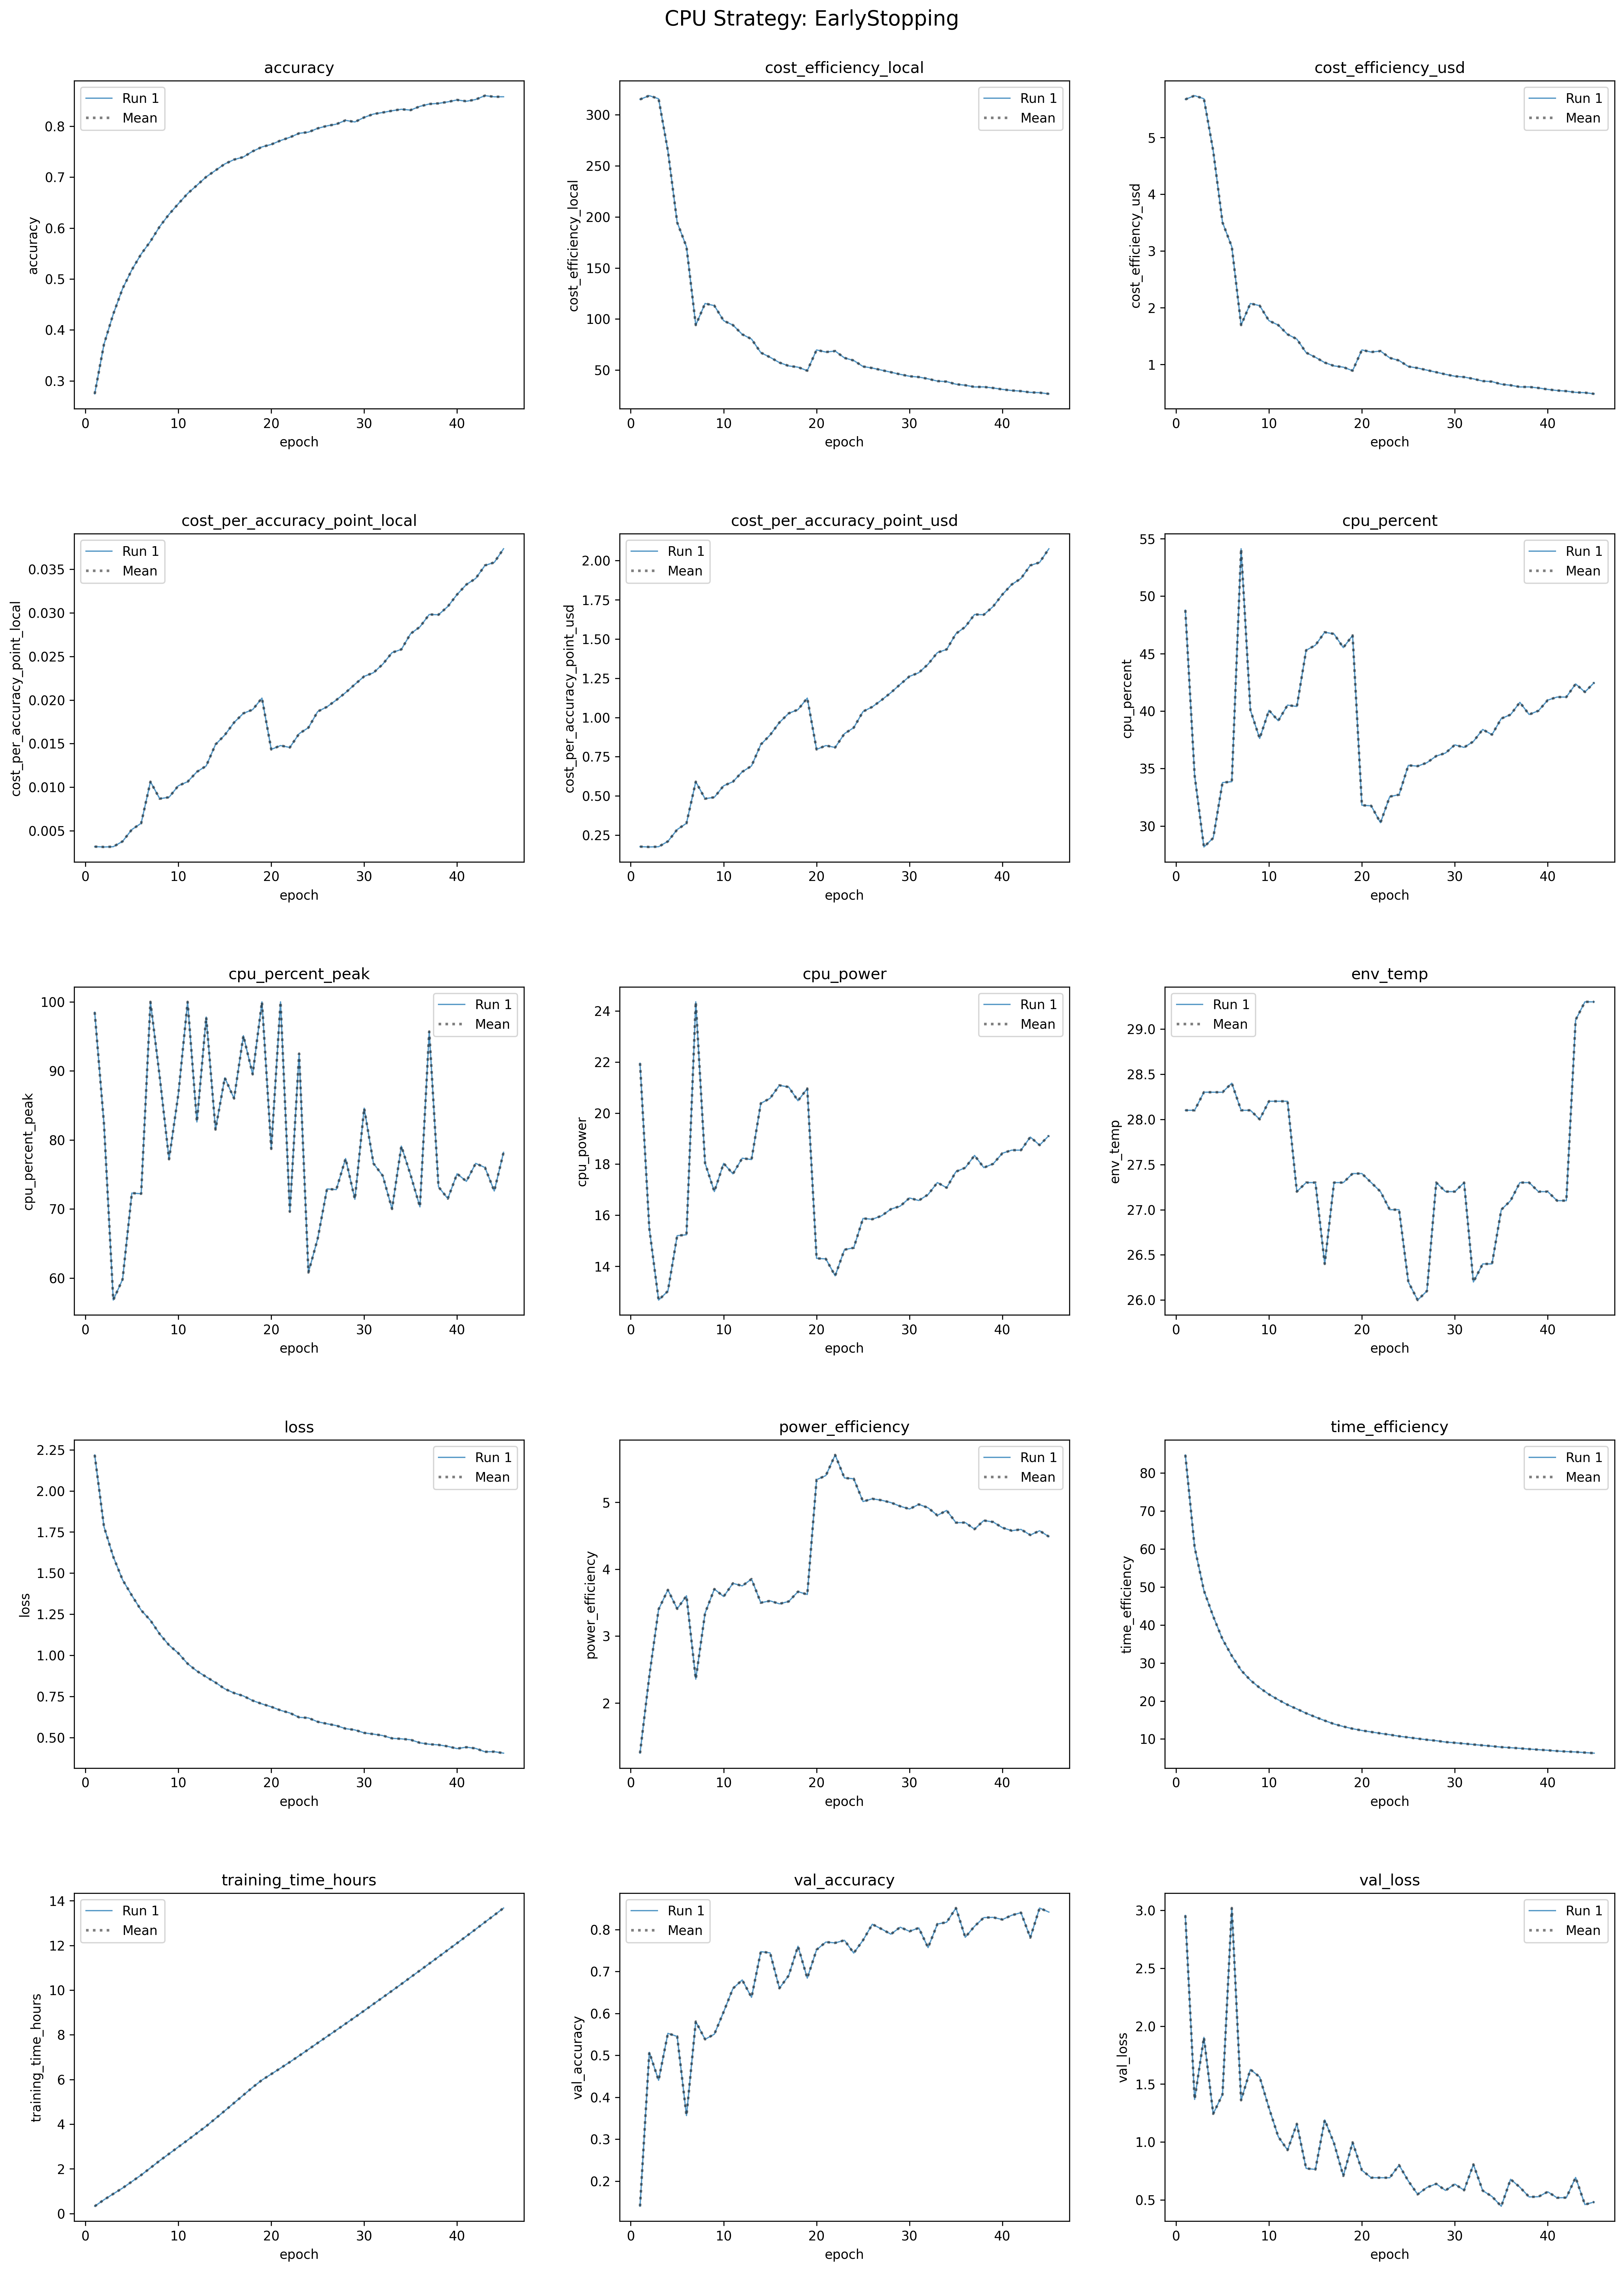 CPU Strategy: EarlyStopping
accuracy
accuracy
0.8
0.7
0.6
0.5
0.4
0.3
Run 1
Mean
0 10 20 30 40
epoch
cost_efficiency_local
cost_efficiency_local
300
250
200
150
100
50
Run 1
Mean
0 10 20 30 40
epoch
cost_efficiency_usd
cost_efficiency_usd
5
4
3
2
1
Run 1
Mean
0 10 20 30 40
epoch
cost_per_accuracy_point_local
cost_per_accuracy_point_local
0.035
0.030
0.025
0.020
0.015
0.010
0.005
Run 1
Mean
0 10 20 30 40
epoch
cost_per_accuracy_point_usd
cost_per_accuracy_point_usd
2.00
1.75
1.50
1.25
1.00
0.75
0.50
0.25
Run 1
Mean
0 10 20 30 40
epoch
cpu_percent
cpu_percent
55
50
45
40
35
30
Run 1
Mean
0 10 20 30 40
epoch
cpu_percent_peak
cpu_percent_peak
100
90
80
70
60
Run 1
Mean
0 10 20 30 40
epoch
cpu_power
cpu_power
24
22
20
18
16
14
Run 1
Mean
0 10 20 30 40
epoch
env_temp
env_temp
29.0
28.5
28.0
27.5
27.0
26.5
26.0
Run 1
Mean
0 10 20 30 40
epoch
loss
loss
2.25
2.00
1.75
1.50
1.25
1.00
0.75
0.50
Run 1
Mean
0 10 20 30 40
epoch
power_efficiency
power_efficiency
5
4
3
2
Run 1
Mean
0 10 20 30 40
epoch
time_efficiency
time_efficiency
80
70
60
50
40
30
20
10
Run 1
Mean
0 10 20 30 40
epoch
training_time_hours
training_time_hours
14
12
10
8
6
4
2
0
Run 1
Mean
0 10 20 30 40
epoch
val_accuracy
val_accuracy
0.8
0.7
0.6
0.5
0.4
0.3
0.2
Run 1
Mean
0 10 20 30 40
epoch
val_loss
val_loss
3.0
2.5
2.0
1.5
1.0
0.5
Run 1
Mean
0 10 20 30 40
epoch